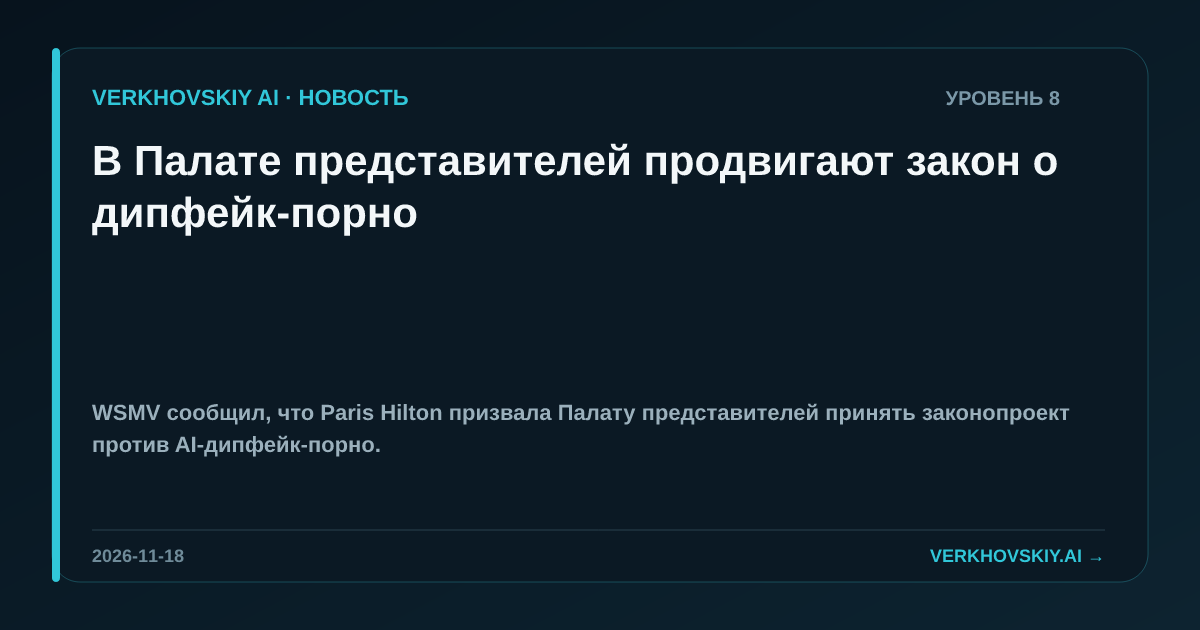 VERKHOVSKIY AI · НОВОСТЬ
УРОВЕНЬ 8
В Палате представителей продвигают закон о
дипфейк-порно
WSMV сообщил, что Paris Hilton призвала Палату представителей принять законопроект
против AI-дипфейк-порно.
2026-11-18
VERKHOVSKIY.AI →